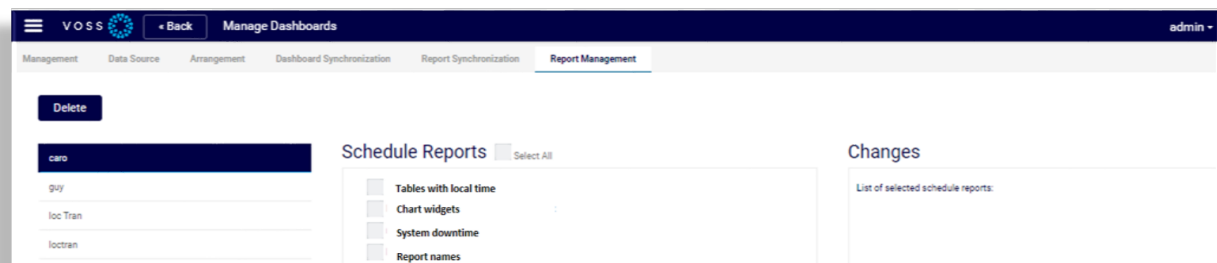 VOSS « Back Manage Dashboards admin
Management Data Source Arrangement Dashboard Synchronization Report Synchronization Report Management
Delete
caro
guy
loc Tran
loctran
Schedule Reports Select All
Tables with local time
Chart widgets
System downtime
Report names
Changes
List of selected schedule reports: